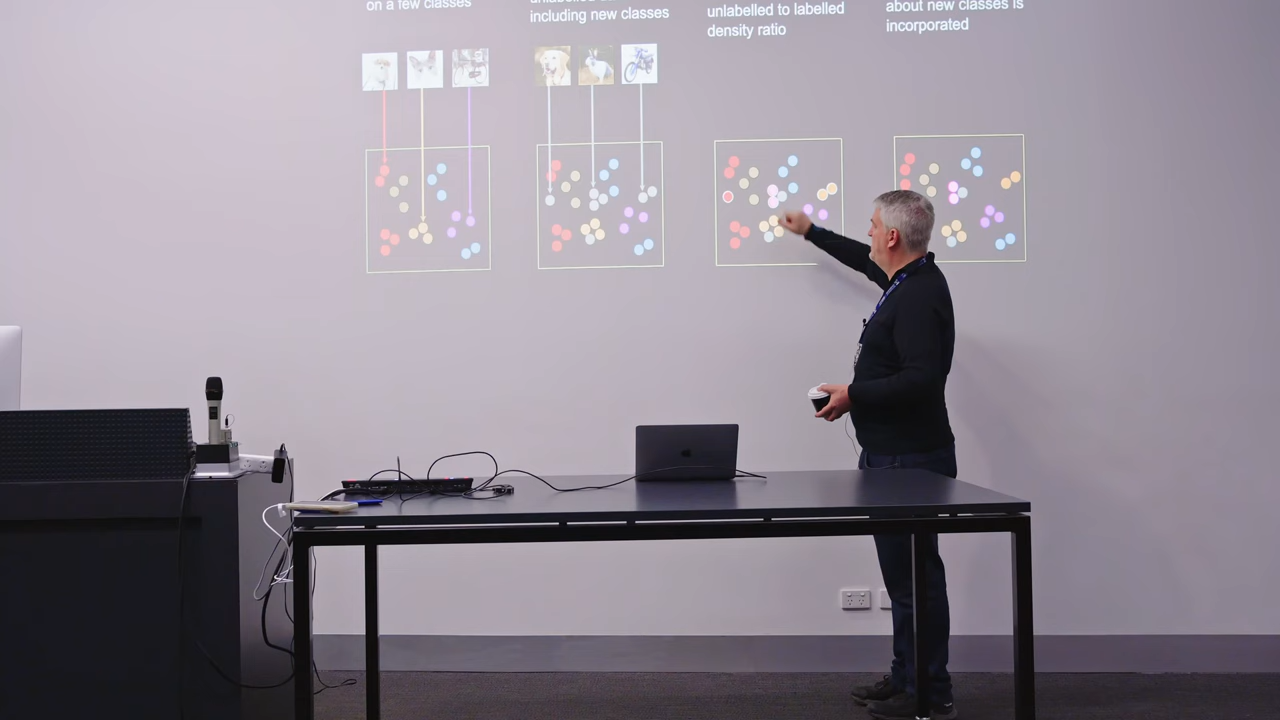 on a few classes
including new classes
unlabelled to labelled
density ratio
about new classes is
incorporated